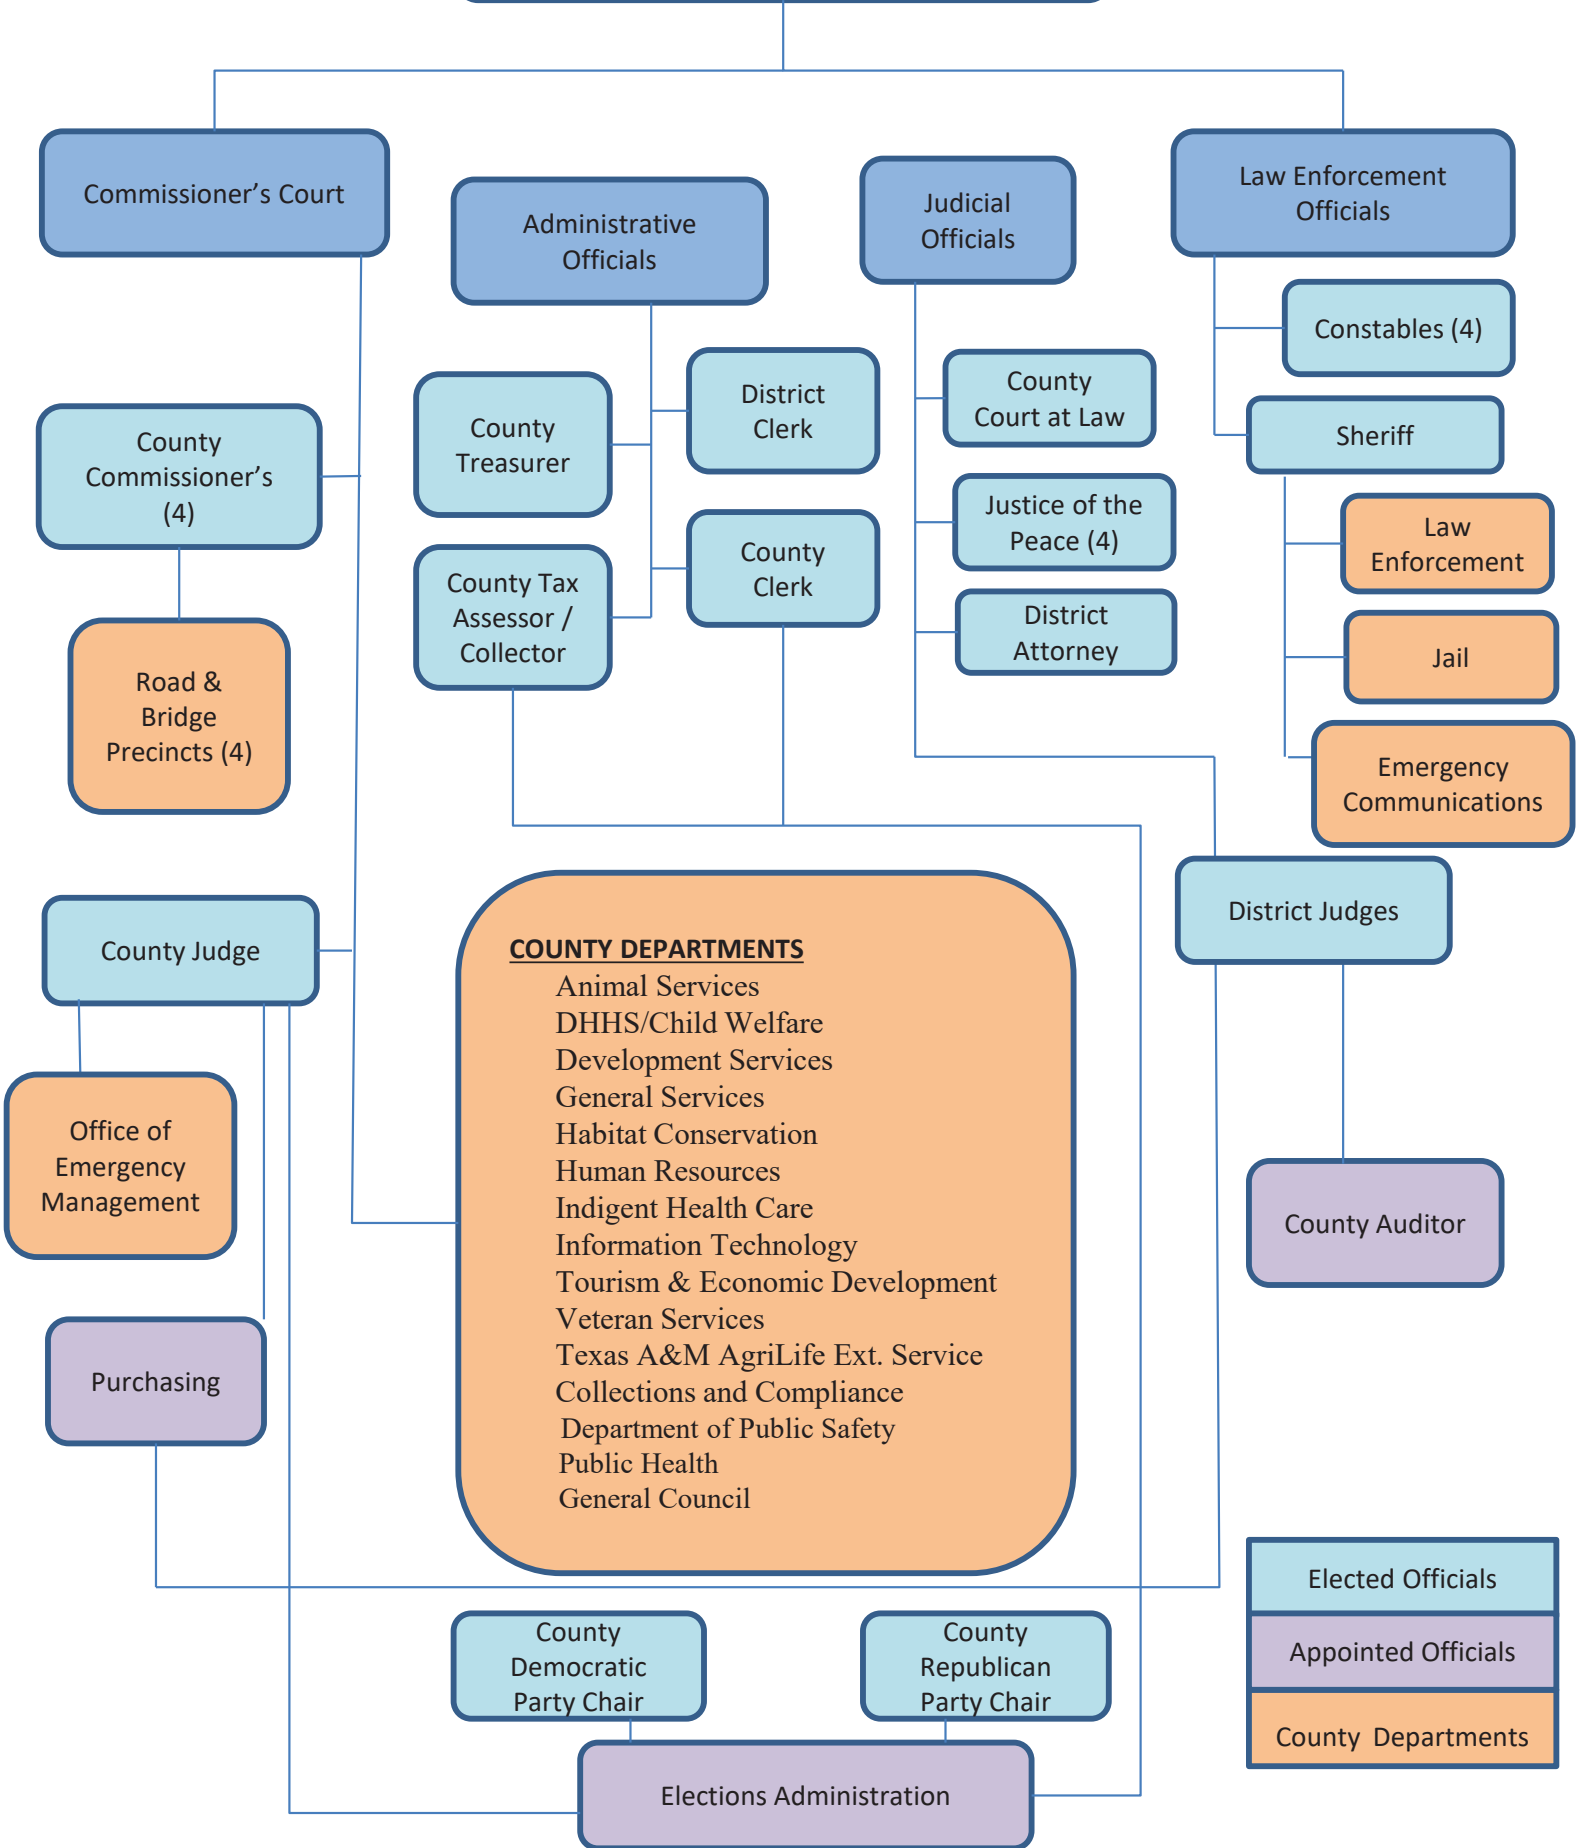 Commissioner’s Court
Administrative
Officials
Judicial
Officials
Law Enforcement
Officials
Constables (4)
County
Treasurer
District
Clerk
County
Court at Law
Sheriff
County
Commissioner’s
(4)
County Tax
Assessor /
Collector
County
Clerk
Justice of the
Peace (4)
Law
Enforcement
District
Attorney
Jail
Road &
Bridge
Precincts (4)
Emergency
Communications
County Judge
District Judges
COUNTY DEPARTMENTS
Animal Services
DHHS/Child Welfare
Development Services
General Services
Habitat Conservation
Human Resources
Indigent Health Care
Information Technology
Tourism & Economic Development
Veteran Services
Texas A&M AgriLife Ext. Service
Collections and Compliance
Department of Public Safety
Public Health
General Council
Office of
Emergency
Management
County Auditor
Purchasing
Elected Officials
Appointed Officials
County Departments
County
Democratic
Party Chair
County
Republican
Party Chair
Elections Administration